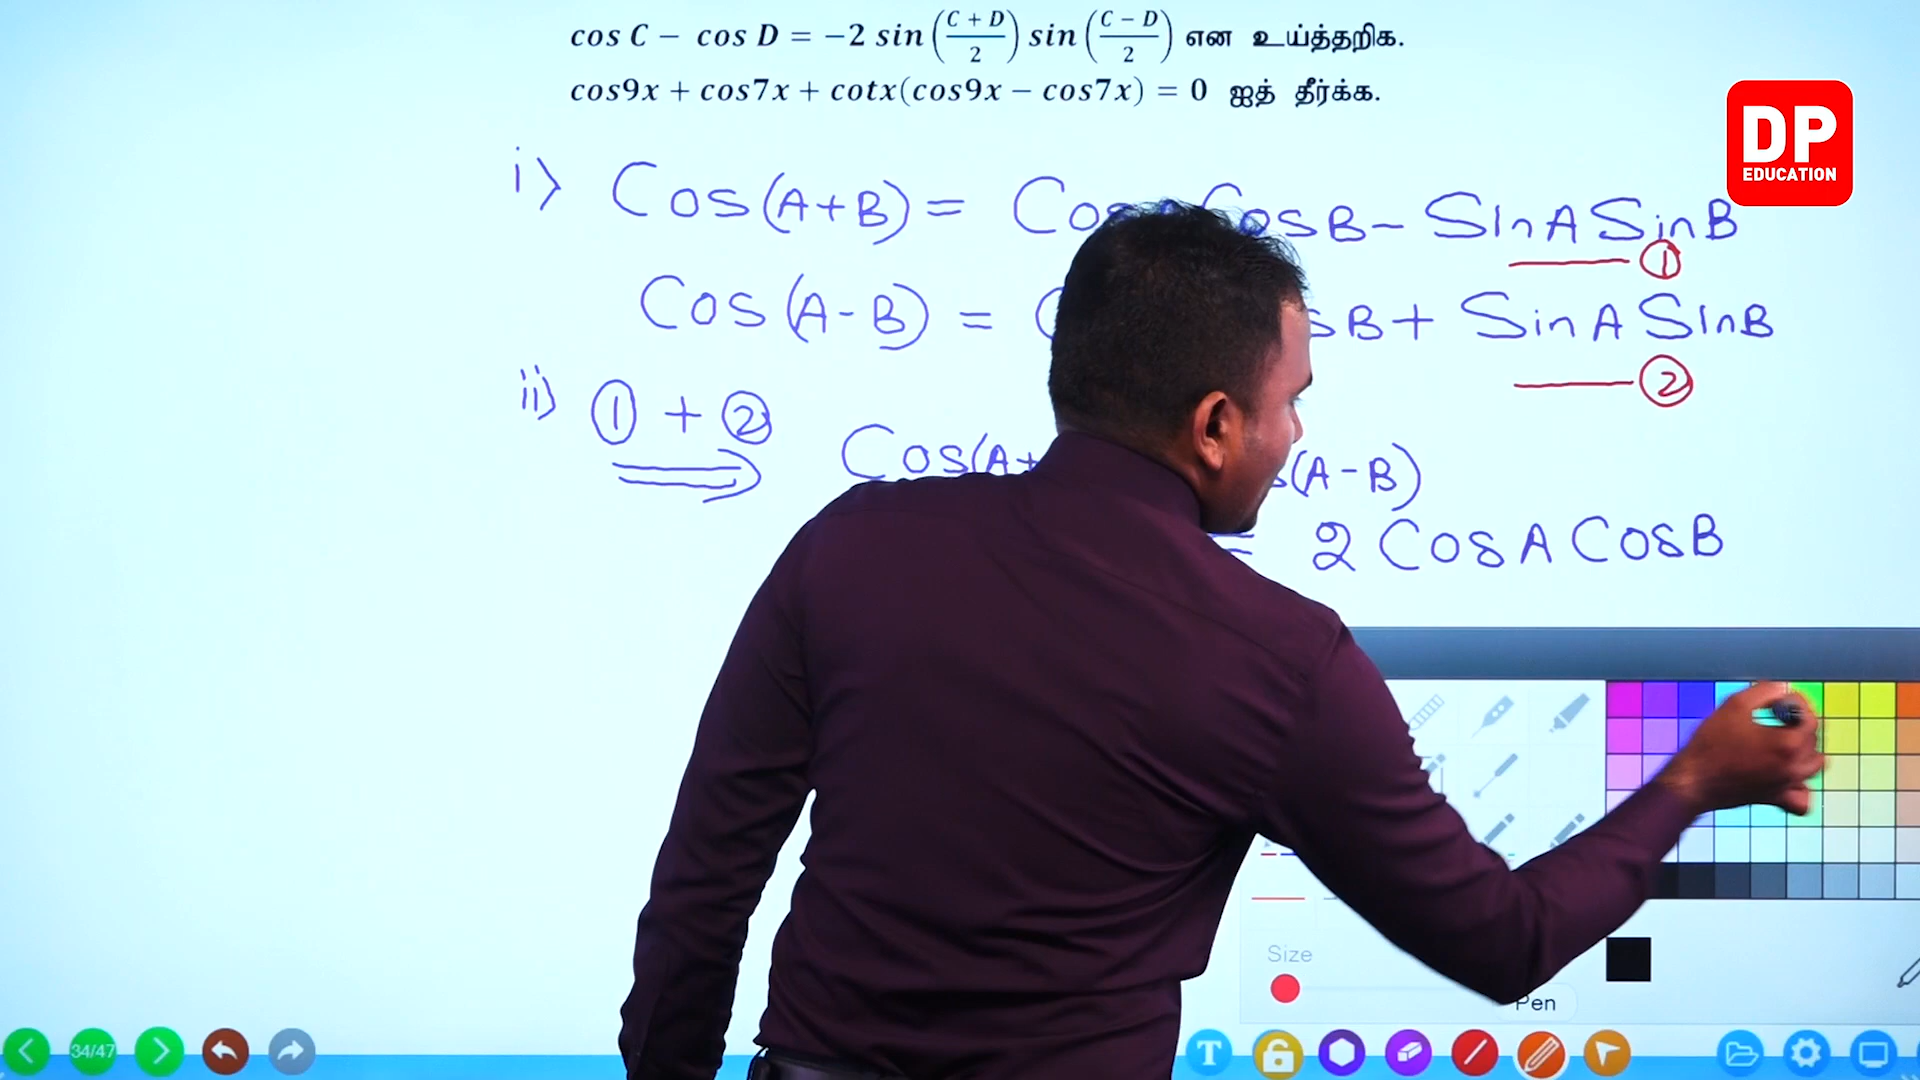 cos C − cos D = −2 sin((C + D)/2) sin((C − D)/2) என உய்த்தறிக.
cos9x + cos7x + cotx(cos9x − cos7x) = 0 ஐத் தீர்க்க.
DP
EDUCATION
i) Cos(A+B) = Cos CosB − SinA SinB
1
Cos(A-B) = B + SinA SinB
2
ii) 1 + 2
⟹ Cos(A+ (A-B)
= 2 CosA CosB
Size
Pen
34/47
T